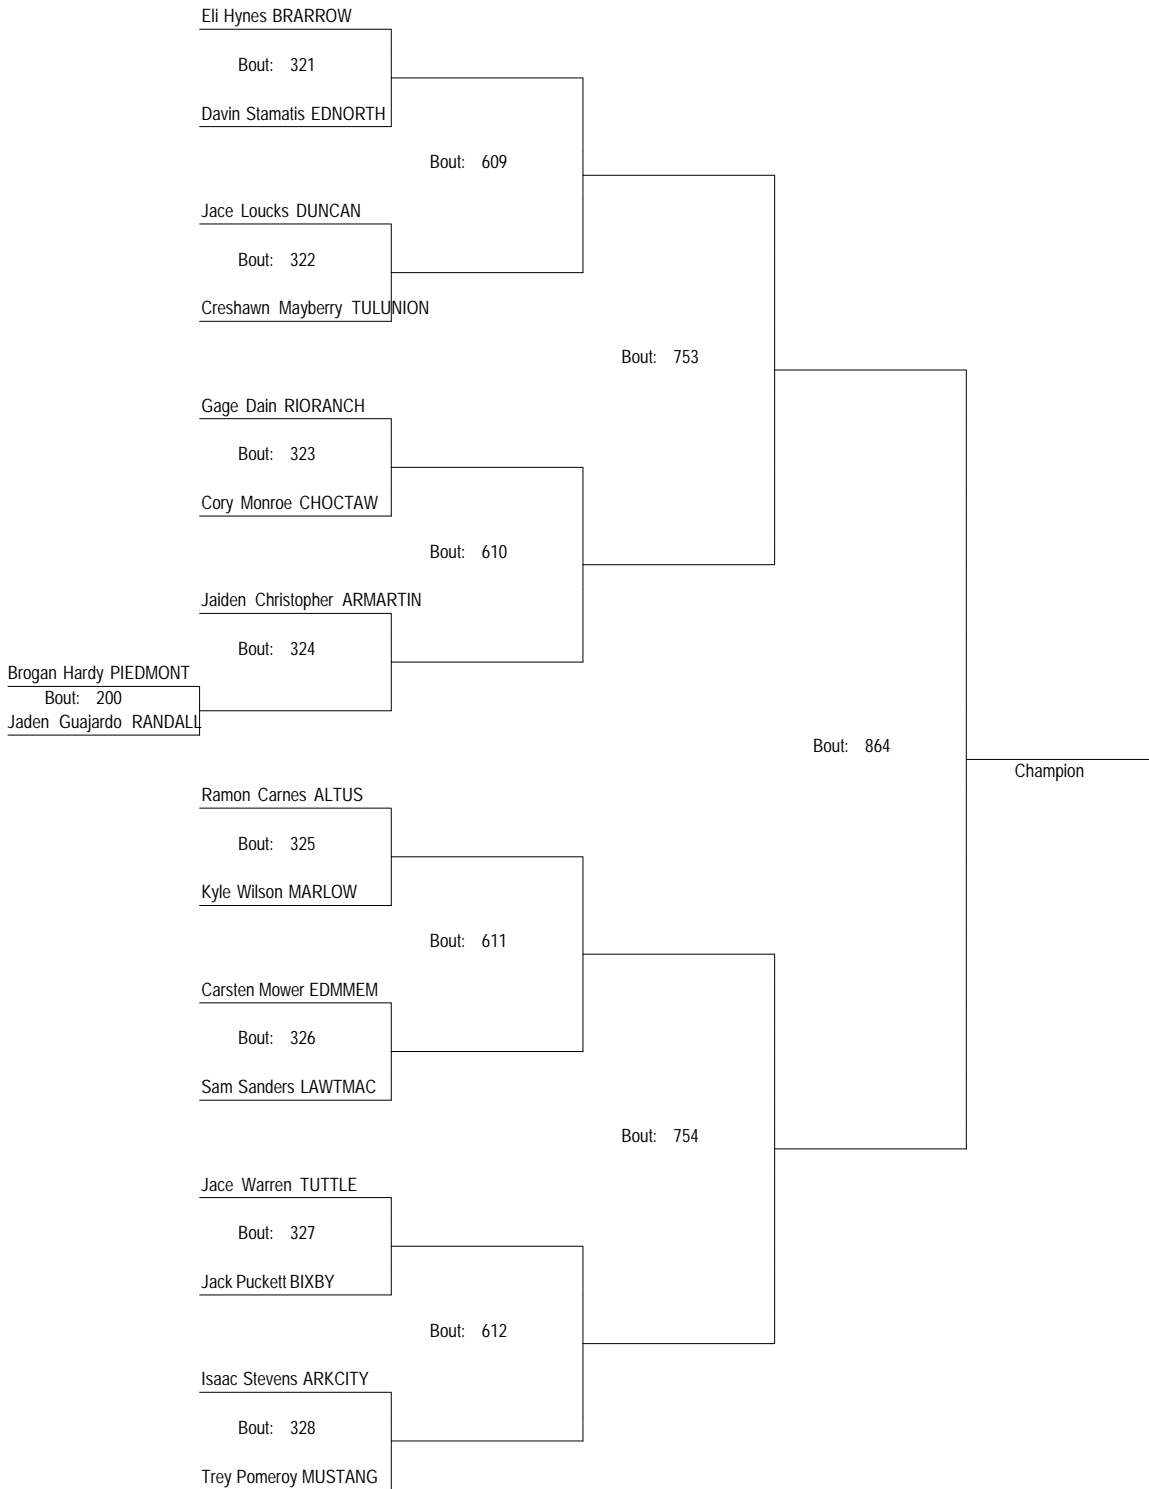 Eli Hynes BRARROW
Bout: 321
Davin Stamatis EDNORTH
Bout: 609
Jace Loucks DUNCAN
Bout: 322
Creshawn Mayberry TULUNION
Bout: 753
Gage Dain RIORANCH
Bout: 323
Cory Monroe CHOCTAW
Bout: 610
Jaiden Christopher ARMARTIN
Bout: 324
Brogan Hardy PIEDMONT
Bout: 200
Jaden Guajardo RANDALL
Bout: 864
Champion
Ramon Carnes ALTUS
Bout: 325
Kyle Wilson MARLOW
Bout: 611
Carsten Mower EDMMEM
Bout: 326
Sam Sanders LAWTMAC
Bout: 754
Jace Warren TUTTLE
Bout: 327
Jack Puckett BIXBY
Bout: 612
Isaac Stevens ARKCITY
Bout: 328
Trey Pomeroy MUSTANG